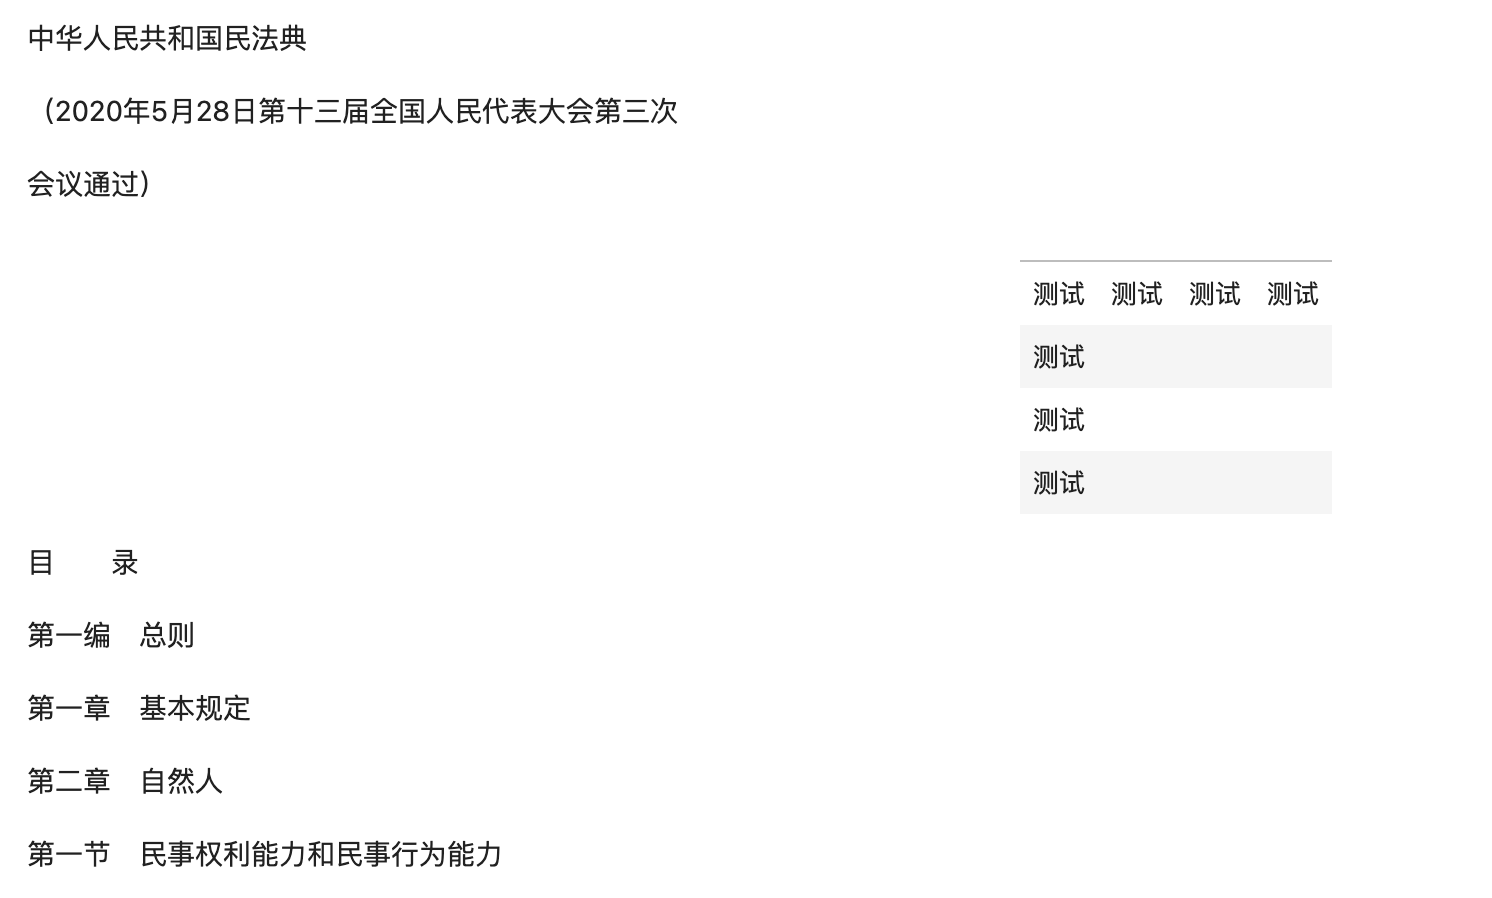 中华人民共和国民法典
（2020年5月28日第十三届全国人民代表大会第三次
会议通过）
测试 测试 测试 测试
测试
测试
测试
目　　录
第一编　总则
第一章　基本规定
第二章　自然人
第一节　民事权利能力和民事行为能力